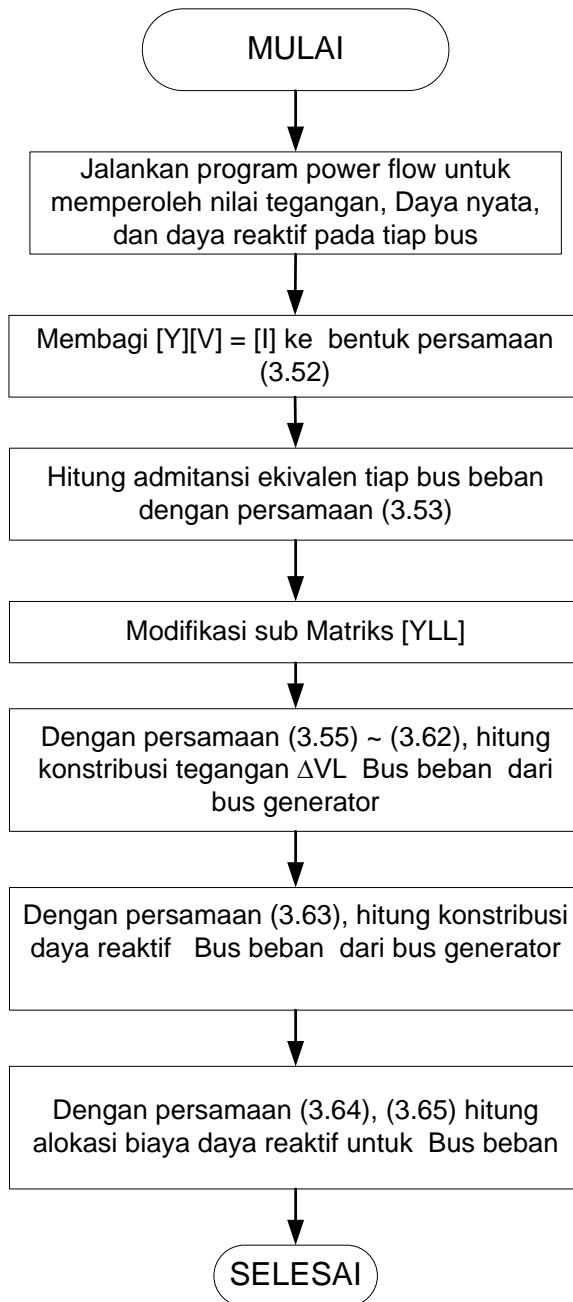 MULAI
Jalankan program power flow untuk
memperoleh nilai tegangan, Daya nyata,
dan daya reaktif pada tiap bus
Membagi [Y][V] = [I] ke bentuk persamaan
(3.52)
Hitung admitansi ekivalen tiap bus beban
dengan persamaan (3.53)
Modifikasi sub Matriks [YLL]
Dengan persamaan (3.55) ~ (3.62), hitung
konstribusi tegangan ∆VL Bus beban dari
bus generator
Dengan persamaan (3.63), hitung konstribusi
daya reaktif Bus beban dari bus generator
Dengan persamaan (3.64), (3.65) hitung
alokasi biaya daya reaktif untuk Bus beban
SELESAI